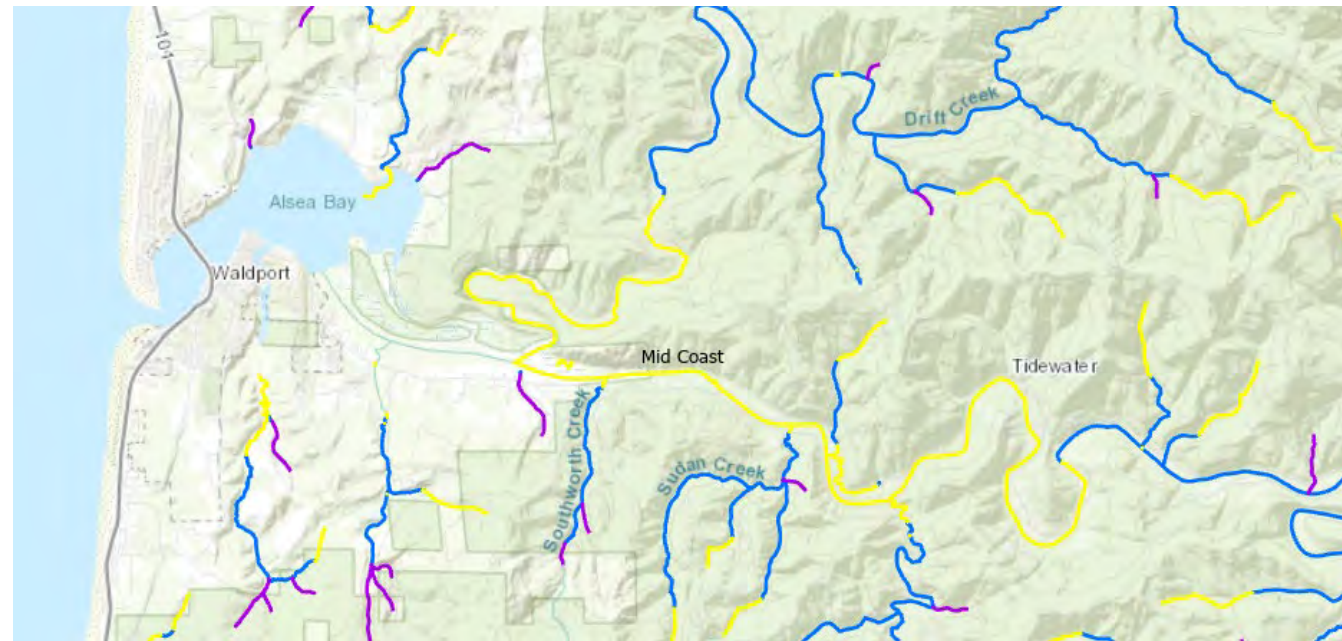 101
Drift Creek
Alsea Bay
Waldport
Mid Coast
Tidewater
Southworth Creek
Sudan Creek